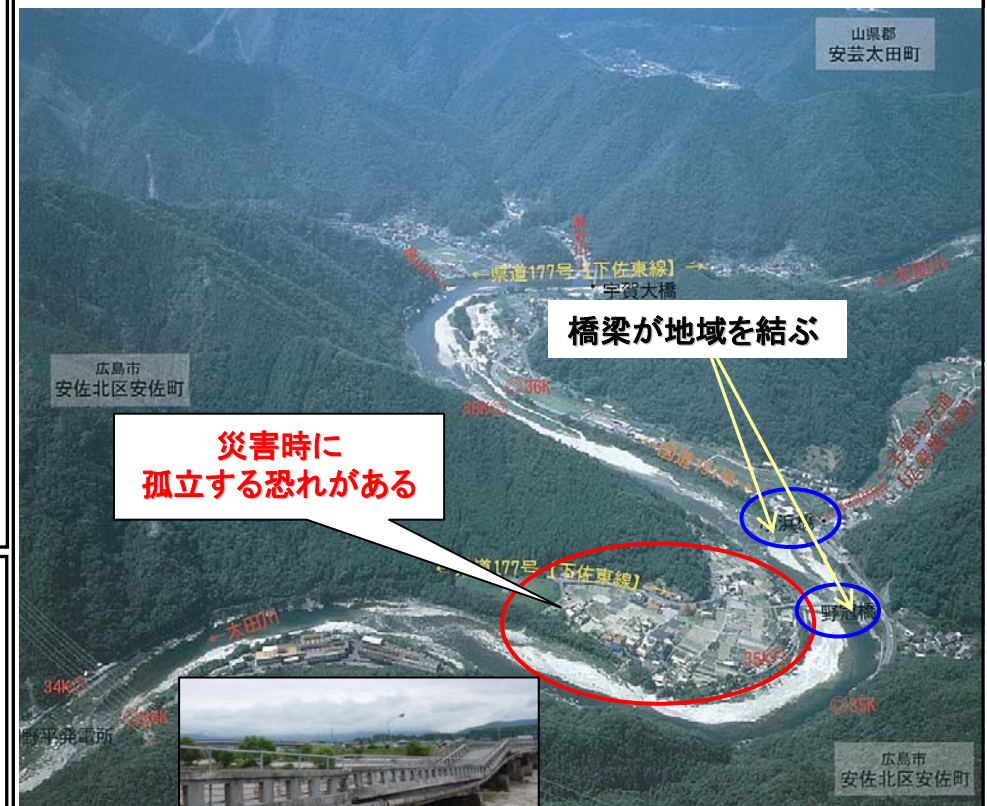 山県郡
安芸太田町
←県道177号【下佐東線】→
宇賀大橋
橋梁が地域を結ぶ
広島市
安佐北区安佐町
36K
36K
災害時に
孤立する恐れがある
←県道177号【下佐東線】→
←太田川
35K
34K
35K
広島市
安佐北区安佐町